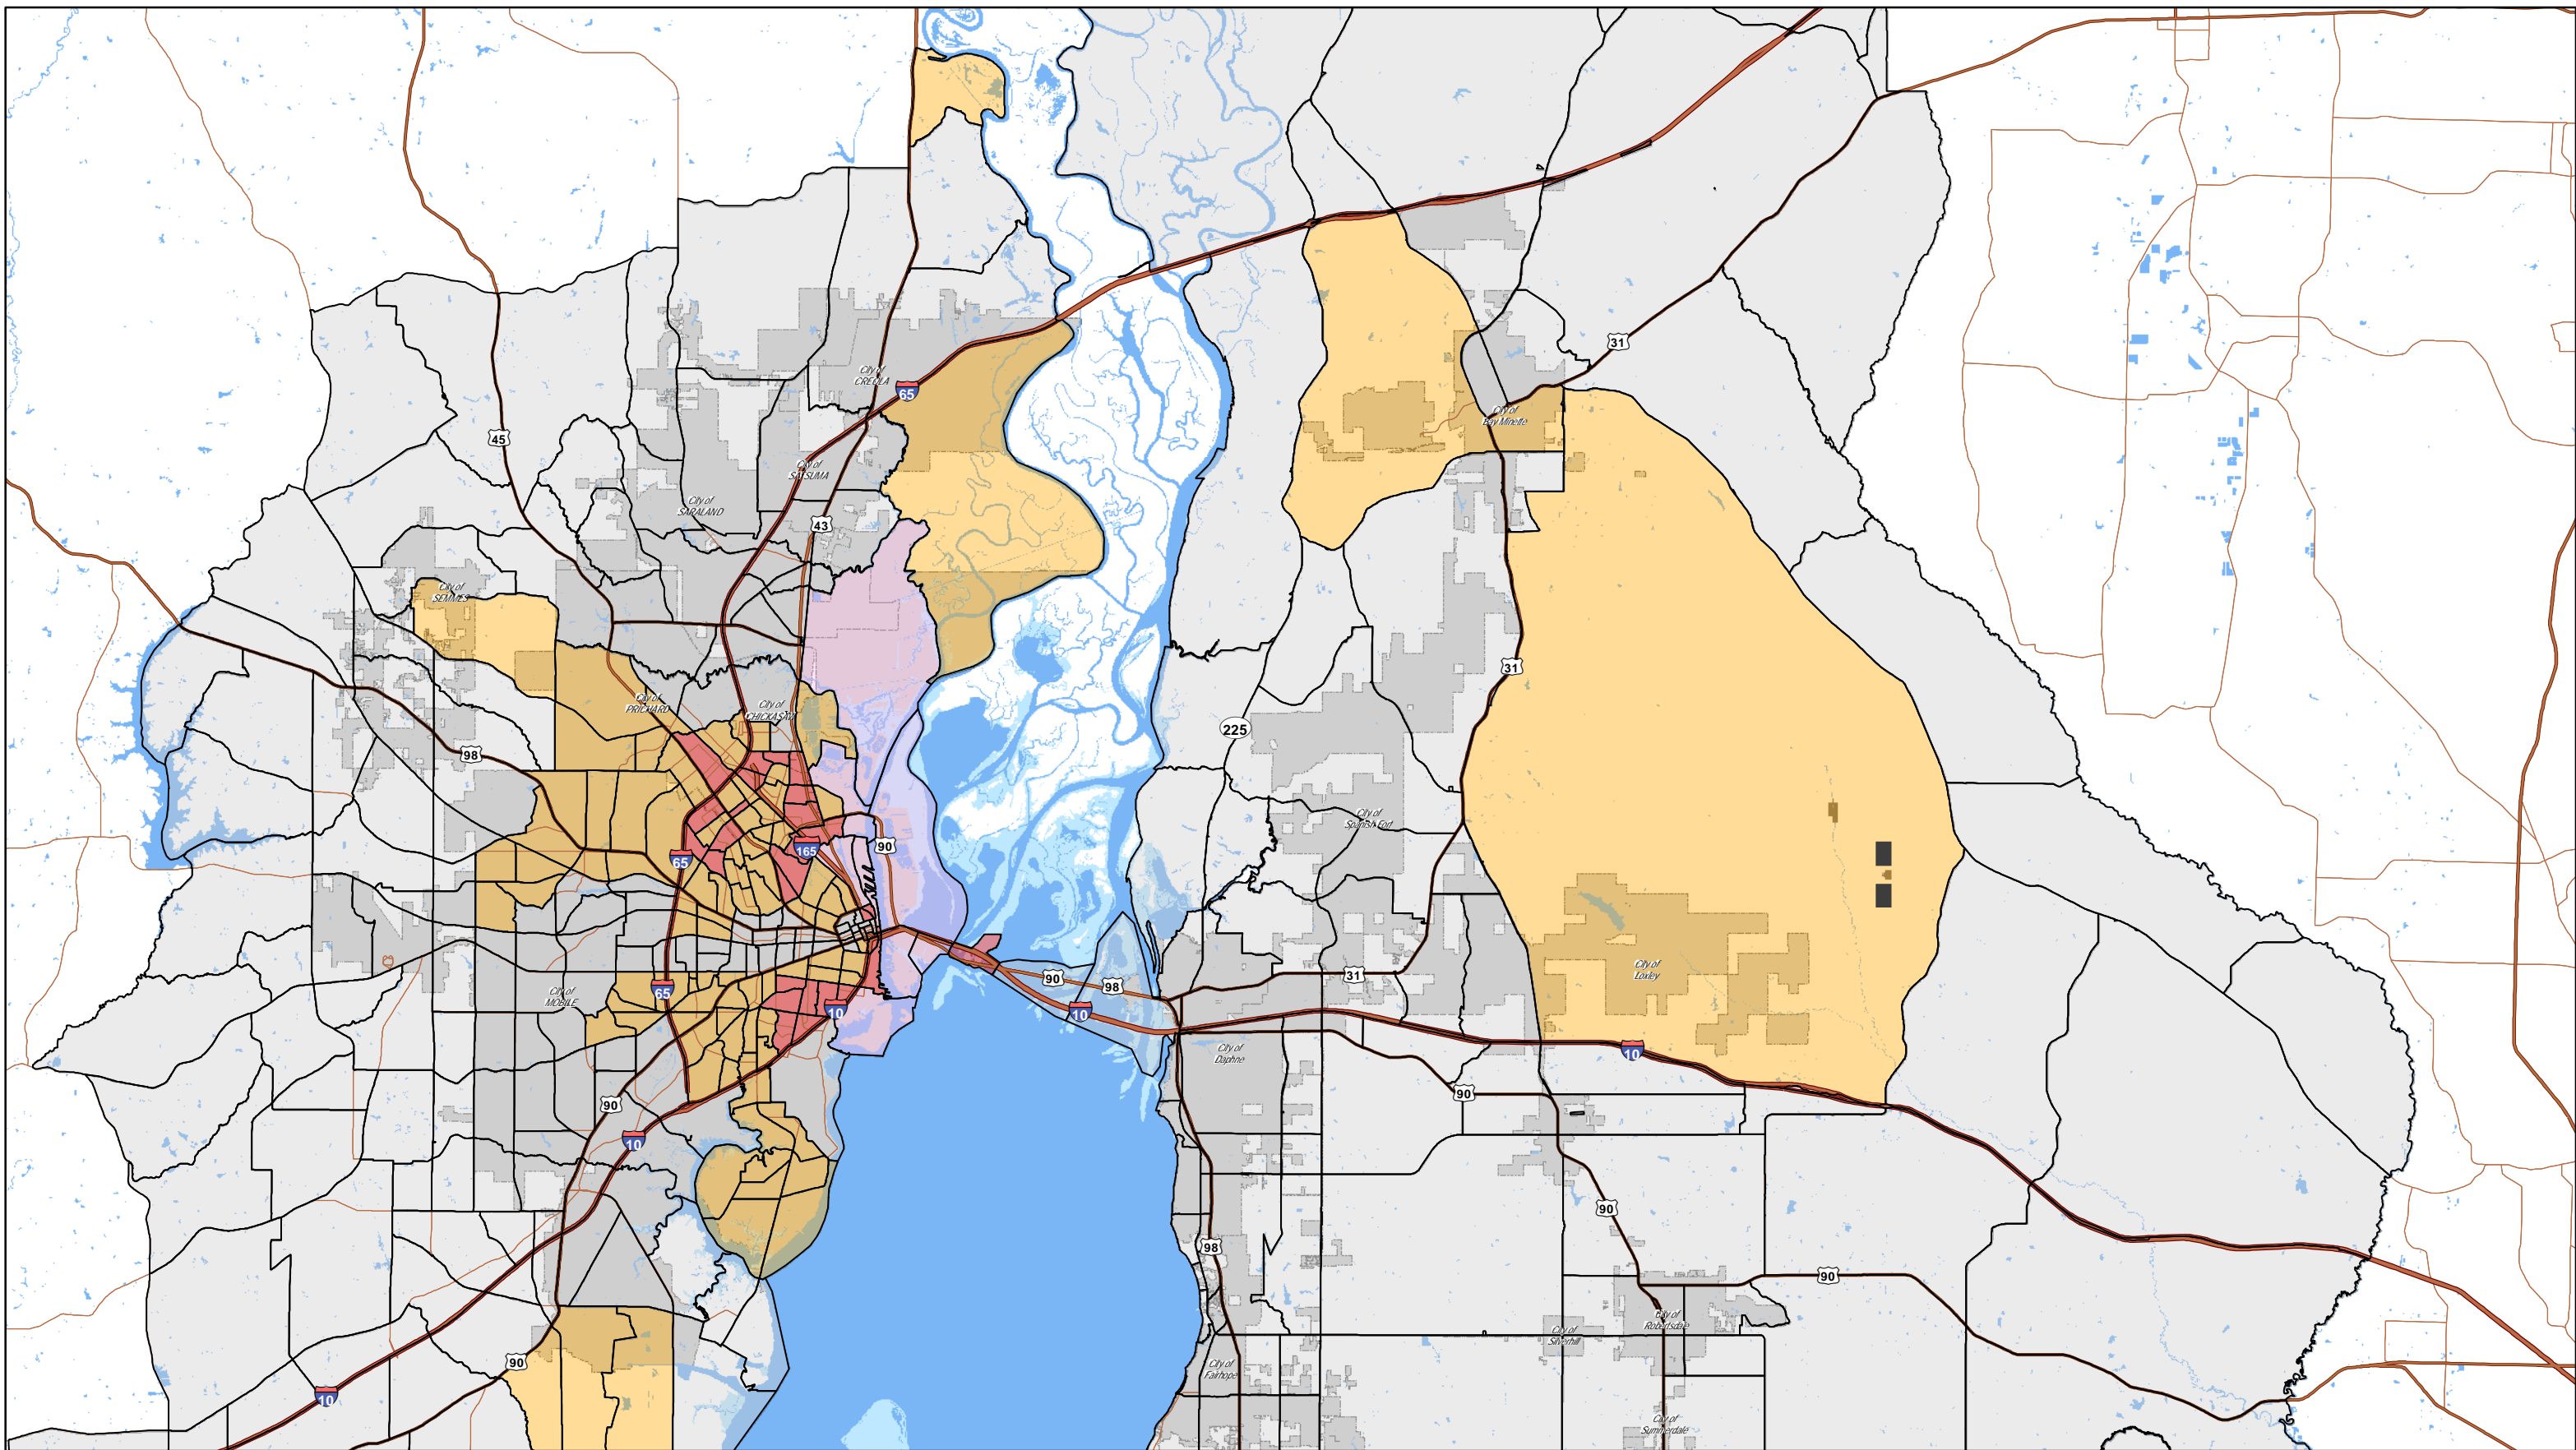 31
City of
CREOLA
65
City of
Bay Minette
45
City of
SATSUMA
City of
SARALAND
43
City of
SEMMES
31
City of
PRICHARD
City of
CHICKASAW
225
98
City of
Spanish Fort
165
90
65
City of
Loxley
31
90
98
65
City of
MOBILE
10
10
City of
Daphne
10
90
90
10
90
98
90
City of
Robertsdale
City of
Silverhill
90
City of
Fairhope
10
City of
Summerdale